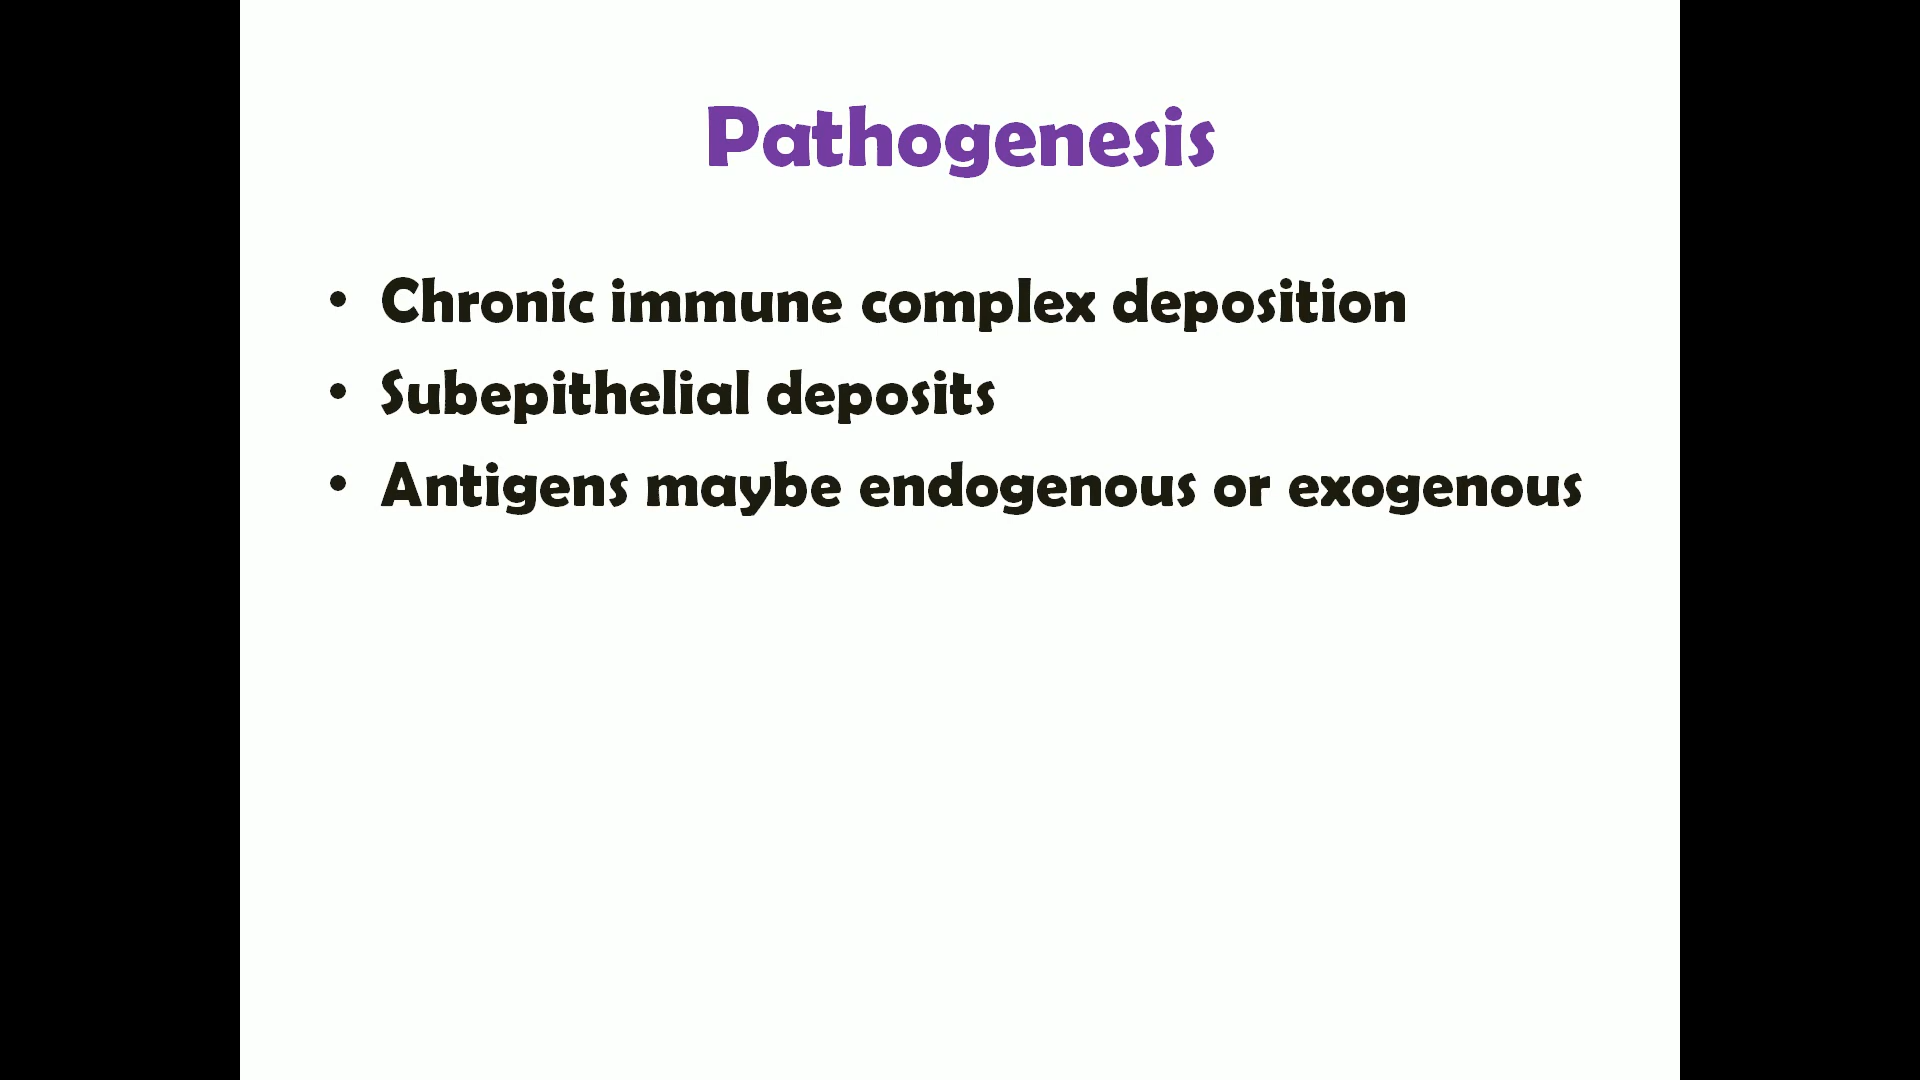 Pathogenesis
• Chronic immune complex deposition
• Subepithelial deposits
• Antigens maybe endogenous or exogenous